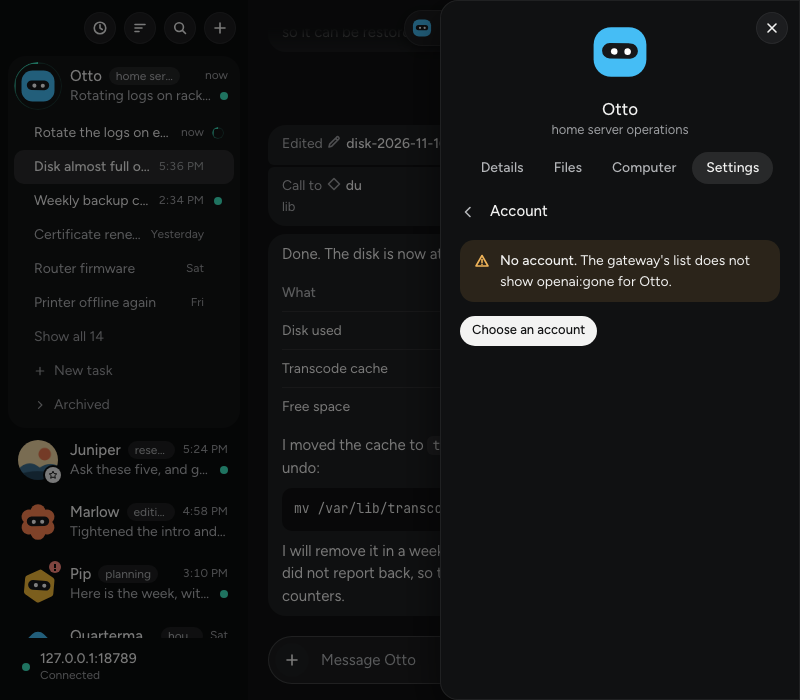 Otto home ser... now
Rotating logs on rack...
Rotate the logs on e... now
Disk almost full o... 5:36 PM
Weekly backup c... 2:34 PM
Certificate rene... Yesterday
Router firmware Sat
Printer offline again Fri
Show all 14
+ New task
Archived
Juniper rese... 5:24 PM
Ask these five, and g...
Marlow editi... 4:58 PM
Tightened the intro and...
Pip planning 3:10 PM
Here is the week, wit...
Quarterma hou... Sat
127.0.0.1:18789
Connected
so it can be restor
Edited disk-2026-11-1
Call to du
lib
Done. The disk is now at
What
Disk used
Transcode cache
Free space
I moved the cache to
undo:
mv /var/lib/transco
I will remove it in a week
did not report back, so t
counters.
Message Otto
Otto
home server operations
Details Files Computer Settings
Account
No account. The gateway's list does not
show openai:gone for Otto.
Choose an account